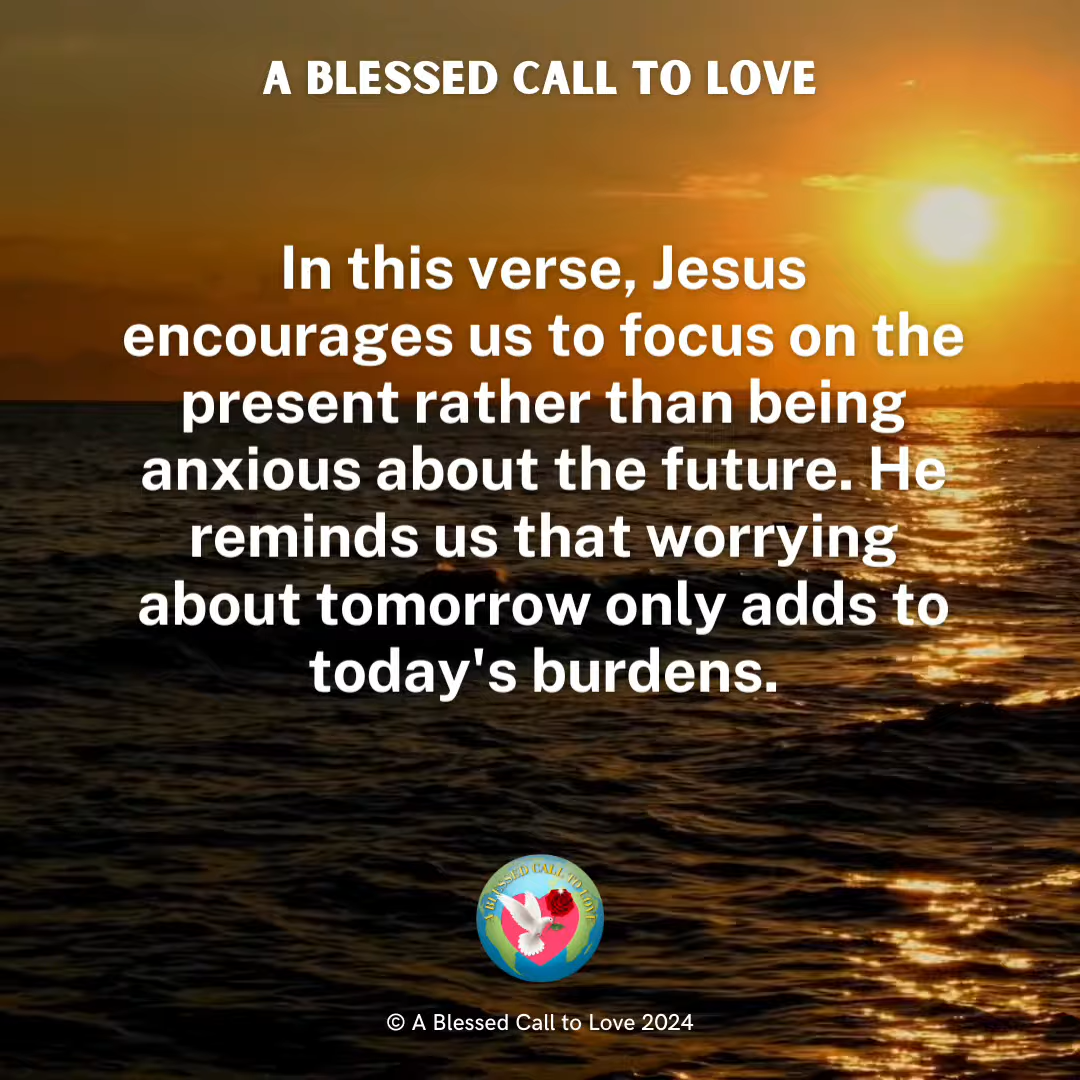 A BLESSED CALL TO LOVE
In this verse, Jesus
encourages us to focus on the
present rather than being
anxious about the future. He
reminds us that worrying
about tomorrow only adds to
today's burdens.
A BLESSED CALL TO LOVE
© A Blessed Call to Love 2024